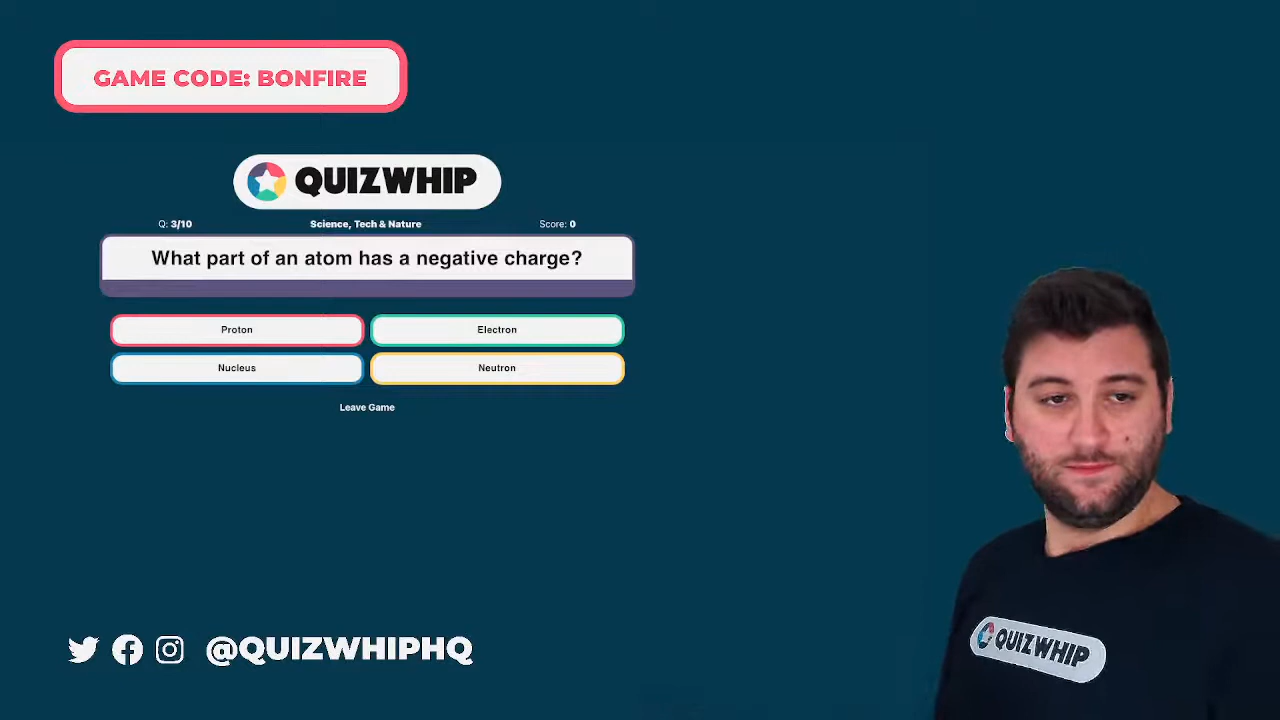 GAME CODE: BONFIRE
QUIZWHIP
Q: 3/10
Science, Tech & Nature
Score: 0
What part of an atom has a negative charge?
Proton
Electron
Nucleus
Neutron
Leave Game
@QUIZWHIPHQ
QUIZWHIP